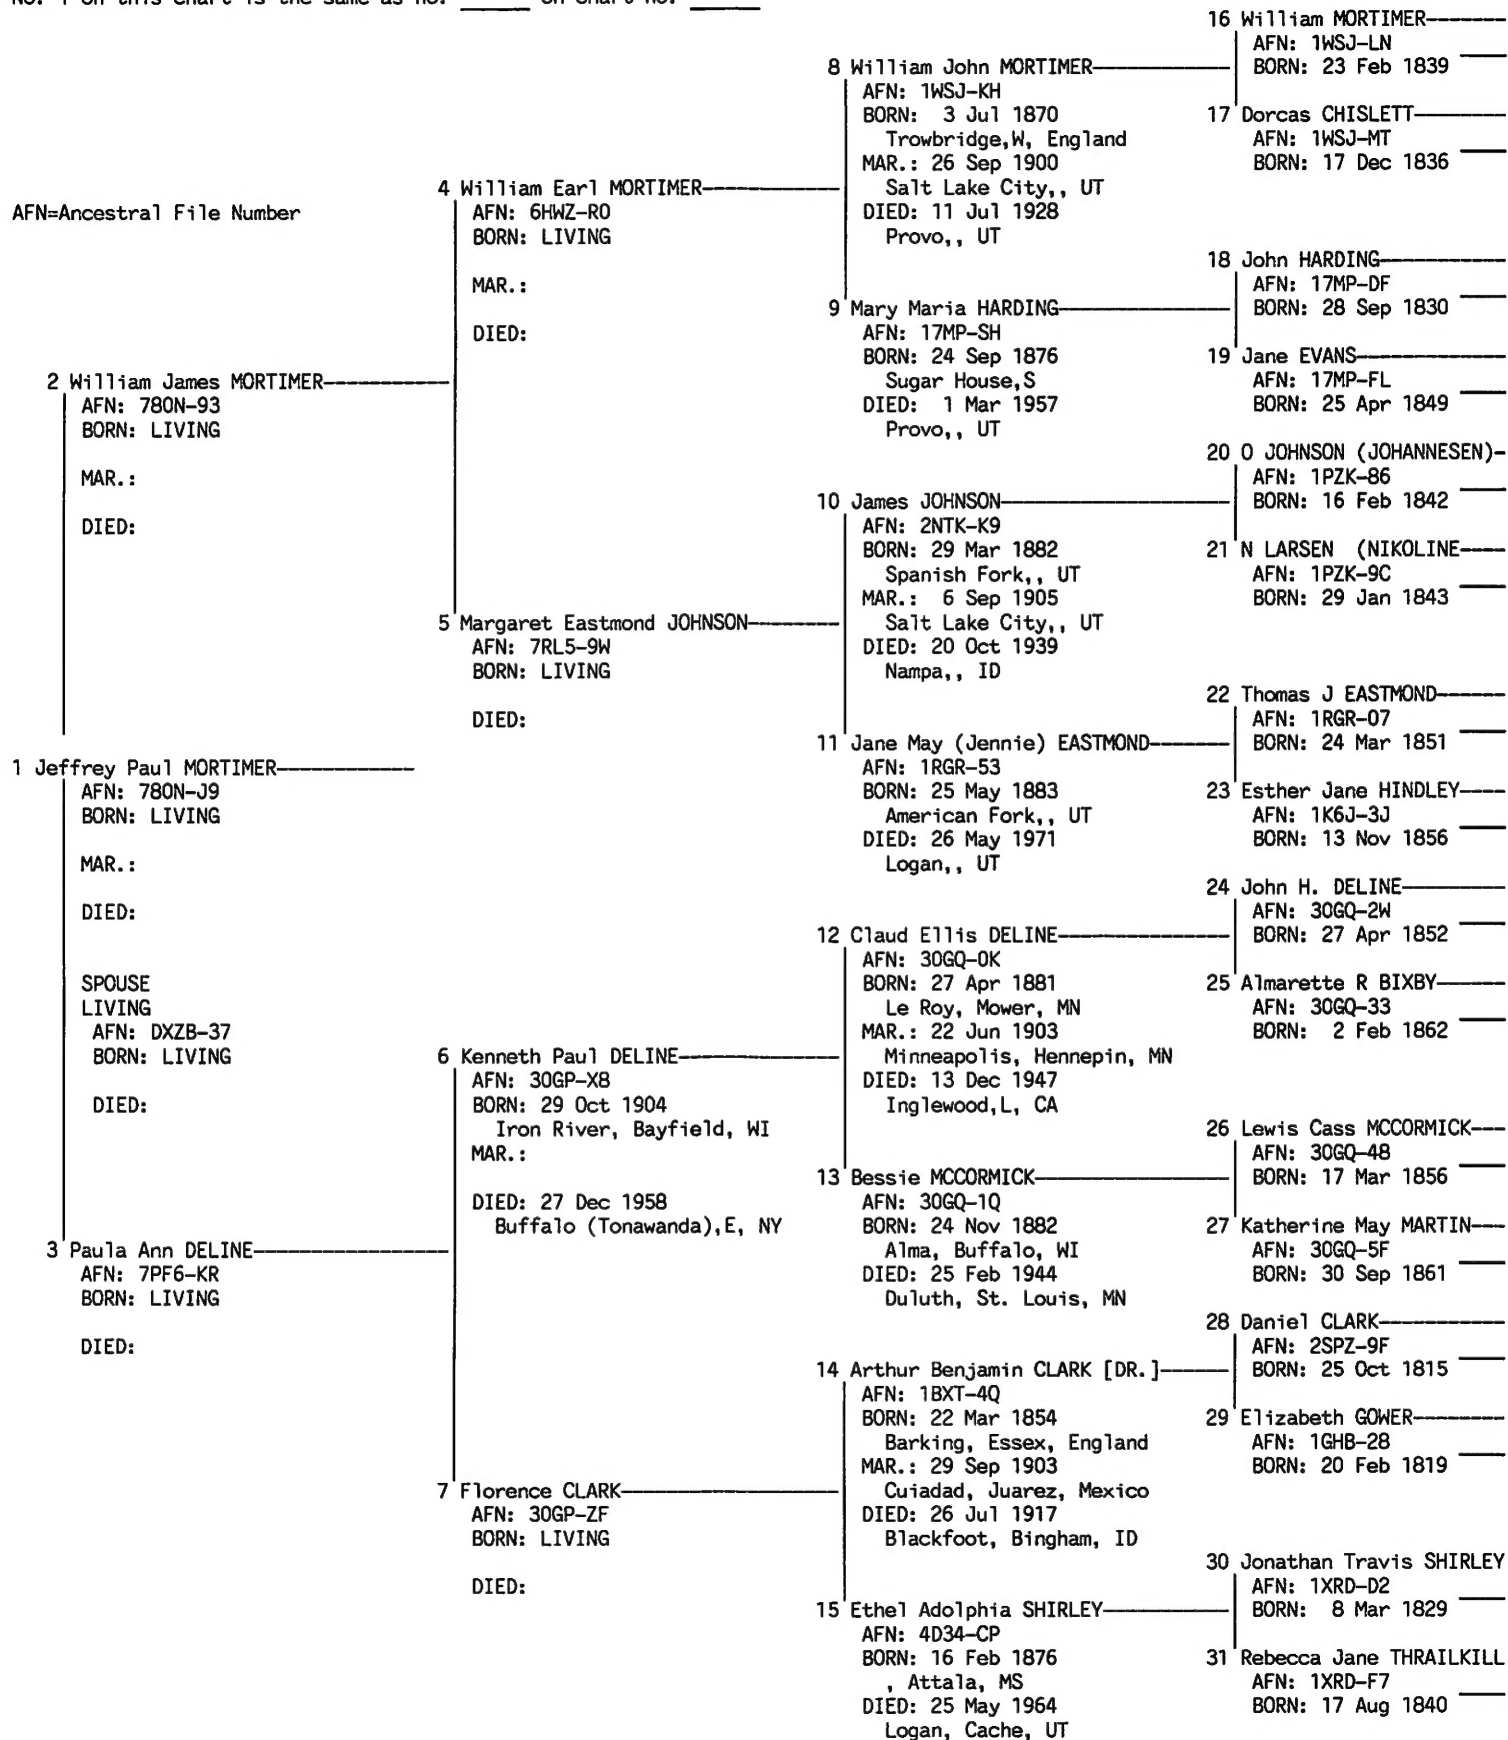 No. 1 on this chart is the same as no. _____ on chart no. _____
AFN=Ancestral File Number
1 Jeffrey Paul MORTIMER
AFN: 780N-J9
BORN: LIVING
MAR.:
DIED:
SPOUSE
LIVING
AFN: DXZB-37
BORN: LIVING
DIED:
2 William James MORTIMER
AFN: 780N-93
BORN: LIVING
MAR.:
DIED:
3 Paula Ann DELINE
AFN: 7PF6-KR
BORN: LIVING
DIED:
4 William Earl MORTIMER
AFN: 6HWZ-R0
BORN: LIVING
MAR.:
DIED:
5 Margaret Eastmond JOHNSON
AFN: 7RL5-9W
BORN: LIVING
DIED:
6 Kenneth Paul DELINE
AFN: 30GP-X8
BORN: 29 Oct 1904
Iron River, Bayfield, WI
MAR.:
DIED: 27 Dec 1958
Buffalo (Tonawanda),E, NY
7 Florence CLARK
AFN: 30GP-ZF
BORN: LIVING
DIED:
8 William John MORTIMER
AFN: 1WSJ-KH
BORN: 3 Jul 1870
Trowbridge,W, England
MAR.: 26 Sep 1900
Salt Lake City,, UT
DIED: 11 Jul 1928
Provo,, UT
9 Mary Maria HARDING
AFN: 17MP-SH
BORN: 24 Sep 1876
Sugar House,S
DIED: 1 Mar 1957
Provo,, UT
10 James JOHNSON
AFN: 2NTK-K9
BORN: 29 Mar 1882
Spanish Fork,, UT
MAR.: 6 Sep 1905
Salt Lake City,, UT
DIED: 20 Oct 1939
Nampa,, ID
11 Jane May (Jennie) EASTMOND
AFN: 1RGR-53
BORN: 25 May 1883
American Fork,, UT
DIED: 26 May 1971
Logan,, UT
12 Claud Ellis DELINE
AFN: 30GQ-0K
BORN: 27 Apr 1881
Le Roy, Mower, MN
MAR.: 22 Jun 1903
Minneapolis, Hennepin, MN
DIED: 13 Dec 1947
Inglewood,L, CA
13 Bessie MCCORMICK
AFN: 30GQ-1Q
BORN: 24 Nov 1882
Alma, Buffalo, WI
DIED: 25 Feb 1944
Duluth, St. Louis, MN
14 Arthur Benjamin CLARK [DR.]
AFN: 1BXT-4Q
BORN: 22 Mar 1854
Barking, Essex, England
MAR.: 29 Sep 1903
Cuiadad, Juarez, Mexico
DIED: 26 Jul 1917
Blackfoot, Bingham, ID
15 Ethel Adolphia SHIRLEY
AFN: 4D34-CP
BORN: 16 Feb 1876
, Attala, MS
DIED: 25 May 1964
Logan, Cache, UT
16 William MORTIMER
AFN: 1WSJ-LN
BORN: 23 Feb 1839
17 Dorcas CHISLETT
AFN: 1WSJ-MT
BORN: 17 Dec 1836
18 John HARDING
AFN: 17MP-DF
BORN: 28 Sep 1830
19 Jane EVANS
AFN: 17MP-FL
BORN: 25 Apr 1849
20 O JOHNSON (JOHANNESEN)
AFN: 1PZK-86
BORN: 16 Feb 1842
21 N LARSEN (NIKOLINE
AFN: 1PZK-9C
BORN: 29 Jan 1843
22 Thomas J EASTMOND
AFN: 1RGR-07
BORN: 24 Mar 1851
23 Esther Jane HINDLEY
AFN: 1K6J-3J
BORN: 13 Nov 1856
24 John H. DELINE
AFN: 30GQ-2W
BORN: 27 Apr 1852
25 Almarette R BIXBY
AFN: 30GQ-33
BORN: 2 Feb 1862
26 Lewis Cass MCCORMICK
AFN: 30GQ-48
BORN: 17 Mar 1856
27 Katherine May MARTIN
AFN: 30GQ-5F
BORN: 30 Sep 1861
28 Daniel CLARK
AFN: 2SPZ-9F
BORN: 25 Oct 1815
29 Elizabeth GOWER
AFN: 1GHB-28
BORN: 20 Feb 1819
30 Jonathan Travis SHIRLEY
AFN: 1XRD-D2
BORN: 8 Mar 1829
31 Rebecca Jane THRAILKILL
AFN: 1XRD-F7
BORN: 17 Aug 1840